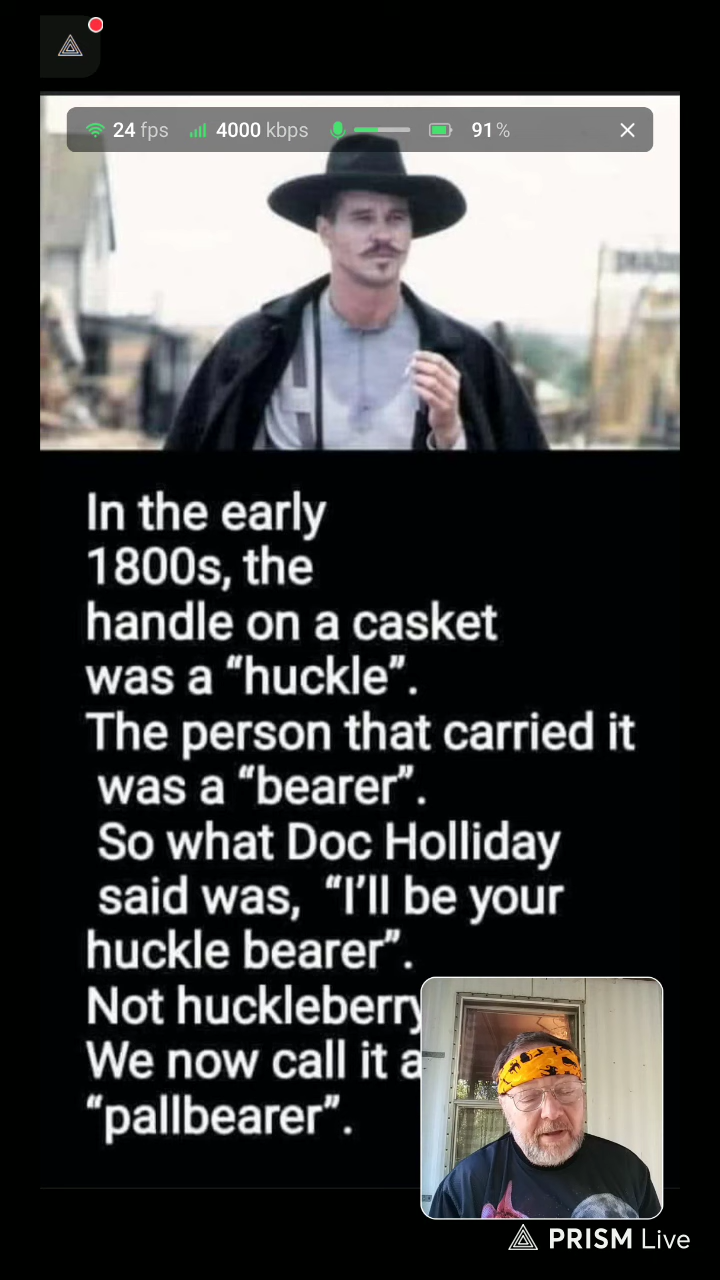 24 fps 4000 kbps 91%
In the early
1800s, the
handle on a casket
was a “huckle”.
The person that carried it
was a “bearer”.
So what Doc Holliday
said was, “I’ll be your
huckle bearer”.
Not huckleberry
We now call it a
“pallbearer”.
PRISM Live